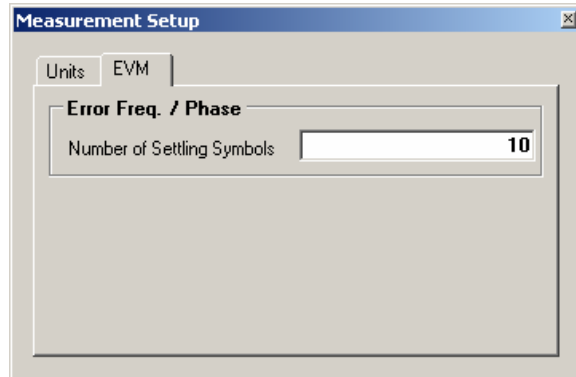 Measurement Setup
Units EVM
Error Freq. / Phase
Number of Settling Symbols 10